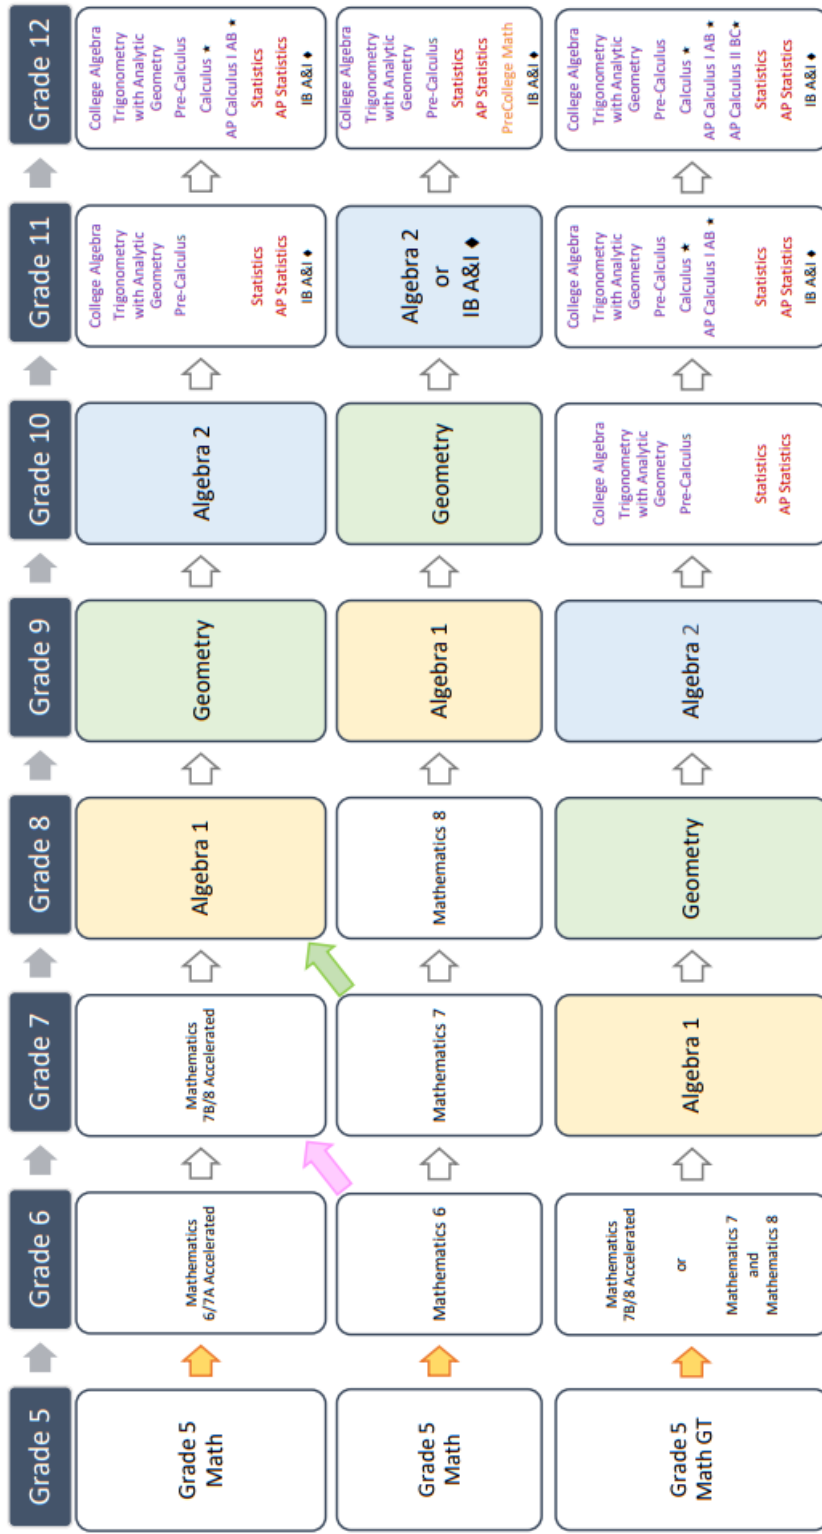 Grade 5
Grade 6
Grade 7
Grade 8
Grade 9
Grade 10
Grade 11
Grade 12
Grade 5
Math
Mathematics
6/7A Accelerated
Mathematics
7B/8 Accelerated
Algebra 1
Geometry
Algebra 2
College Algebra
Trigonometry
with Analytic
Geometry
Pre-Calculus
Statistics
AP Statistics
IB A&I ♦
College Algebra
Trigonometry
with Analytic
Geometry
Pre-Calculus
Calculus ★
AP Calculus I AB ★
Statistics
AP Statistics
IB A&I ♦
Grade 5
Math
Mathematics 6
Mathematics 7
Mathematics 8
Algebra 1
Geometry
Algebra 2
or
IB A&I ♦
College Algebra
Trigonometry
with Analytic
Geometry
Pre-Calculus
Statistics
AP Statistics
PreCollege Math
IB A&I ♦
Grade 5
Math GT
Mathematics
7B/8 Accelerated
or
Mathematics 7
and
Mathematics 8
Algebra 1
Geometry
Algebra 2
College Algebra
Trigonometry
with Analytic
Geometry
Pre-Calculus
Statistics
AP Statistics
College Algebra
Trigonometry
with Analytic
Geometry
Pre-Calculus
Calculus ★
AP Calculus I AB ★
Statistics
AP Statistics
IB A&I ♦
College Algebra
Trigonometry
with Analytic
Geometry
Pre-Calculus
Calculus ★
AP Calculus I AB ★
AP Calculus II BC★
Statistics
AP Statistics
IB A&I ♦